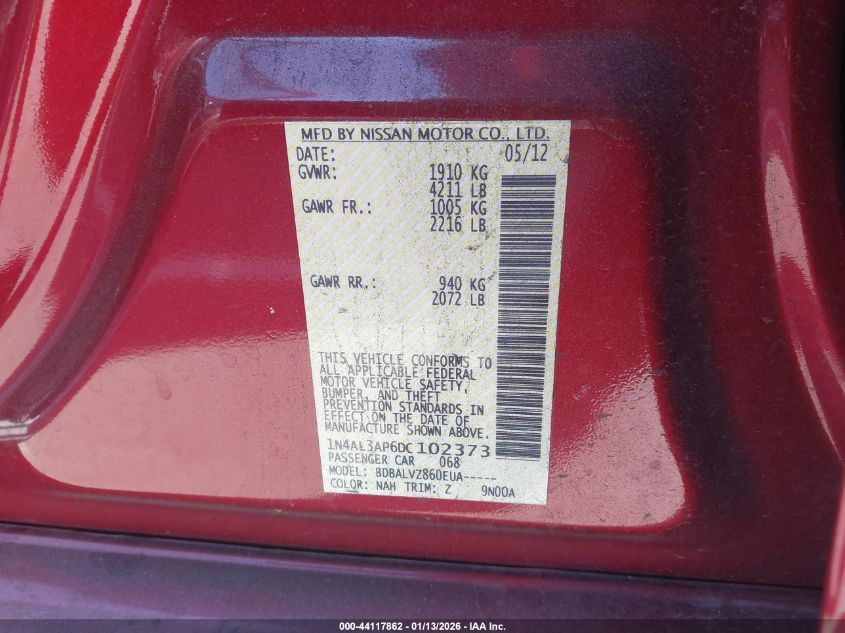 MFD BY NISSAN MOTOR CO., LTD.
DATE: 05/12
GVWR: 1910 KG
4211 LB
GAWR FR.: 1005 KG
2216 LB
GAWR RR.: 940 KG
2072 LB
THIS VEHICLE CONFORMS TO
ALL APPLICABLE FEDERAL
MOTOR VEHICLE SAFETY,
BUMPER, AND THEFT
PREVENTION STANDARDS IN
EFFECT ON THE DATE OF
MANUFACTURE SHOWN ABOVE.
1N4AL3AP6DC102373
PASSENGER CAR 068
MODEL: BDBALVZ860EUA-----
COLOR: NAH TRIM: Z 9N00A
000-44117862 - 01/13/2026 - IAA Inc.